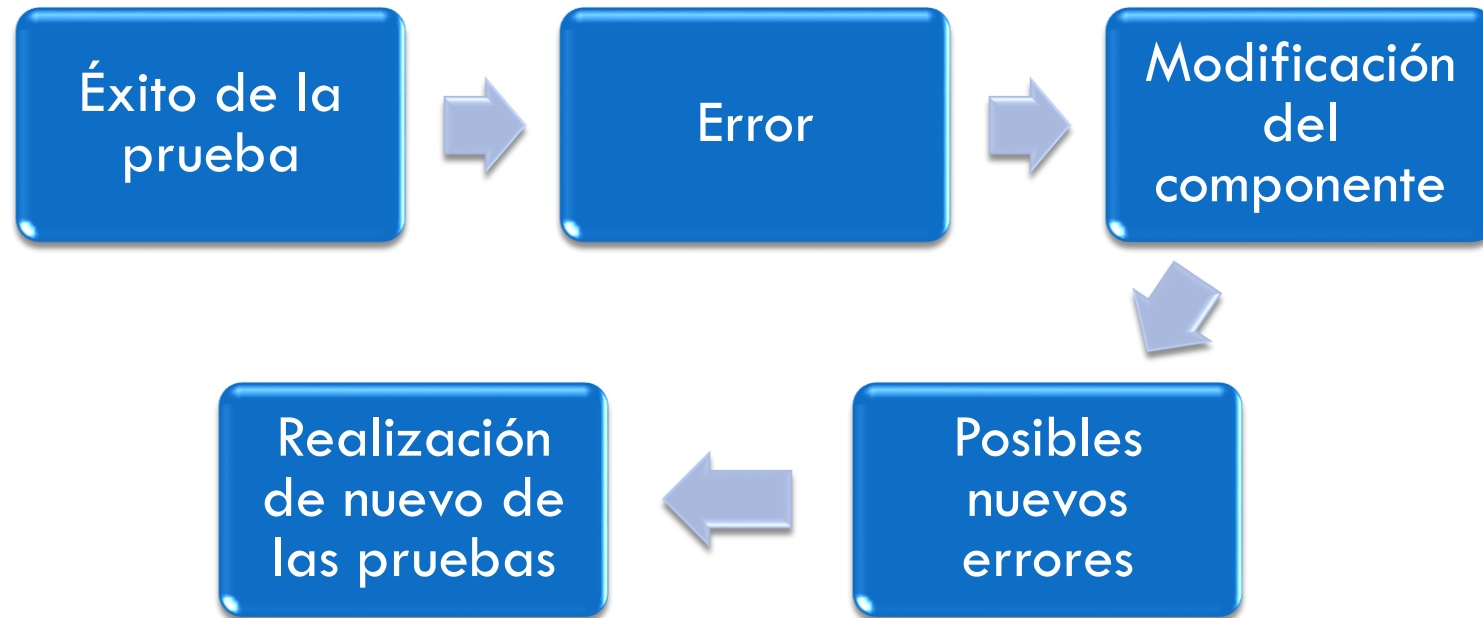 Éxito de la
prueba
Error
Modificación
del
componente
Posibles
nuevos
errores
Realización
de nuevo de
las pruebas